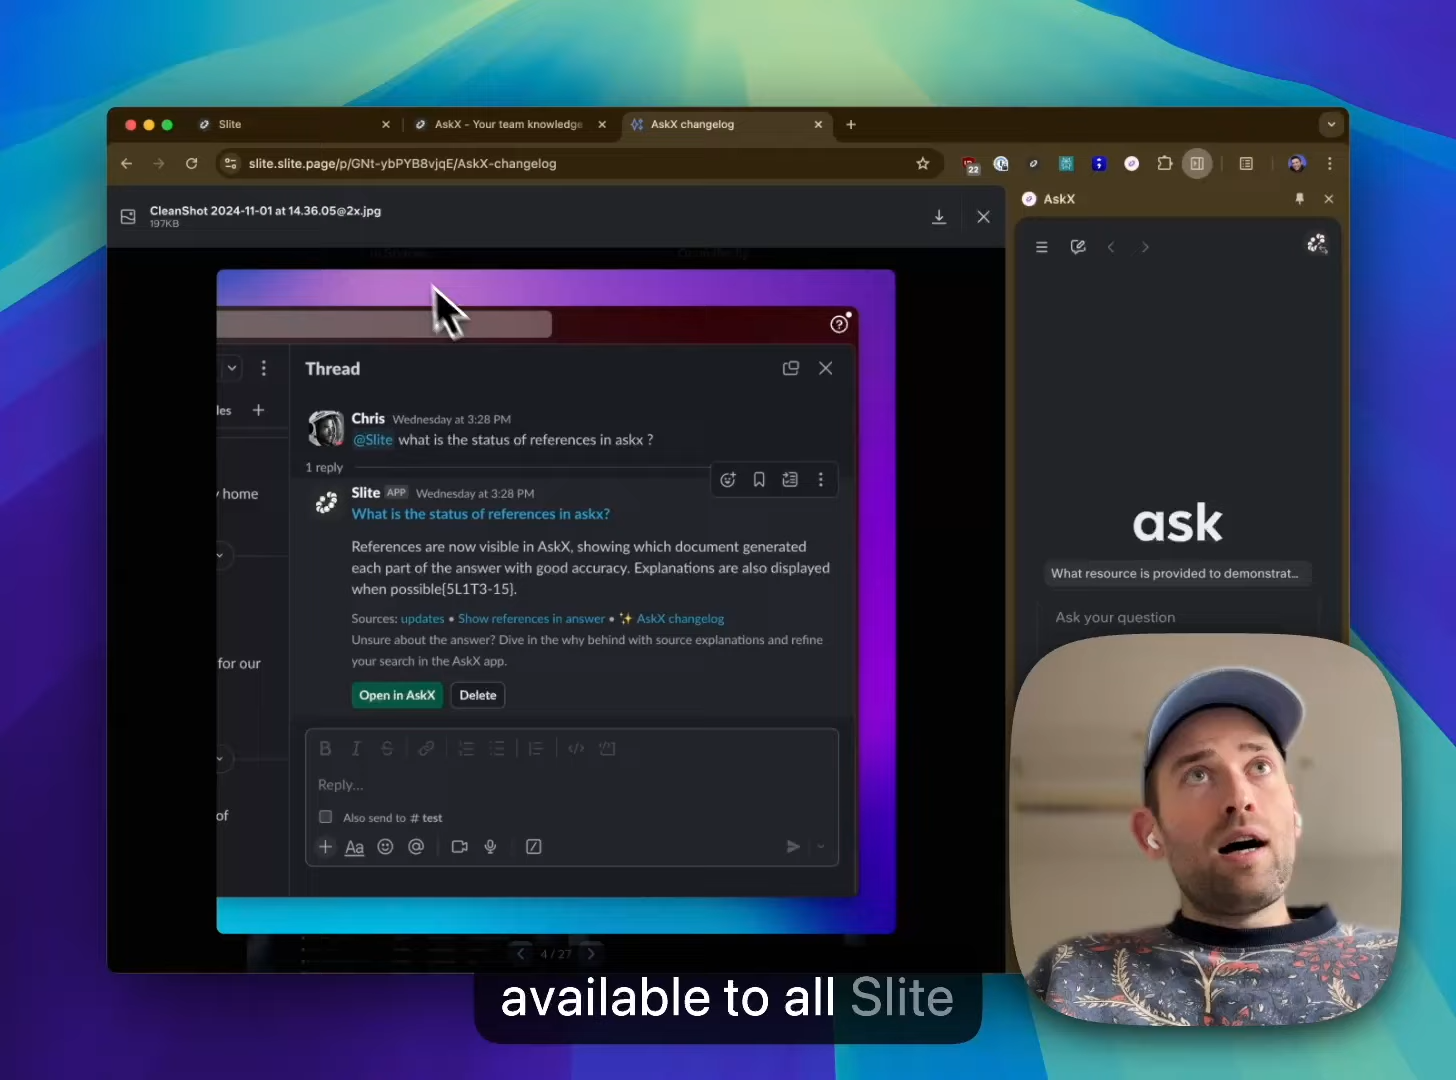 Slite
AskX - Your team knowledge
AskX changelog
slite.slite.page/p/GNt-ybPYB8vjqE/AskX-changelog
22
CleanShot 2024-11-01 at 14.36.05@2x.jpg
197KB
AskX
Thread
les
Chris Wednesday at 3:28 PM
@Slite what is the status of references in askx ?
1 reply
home
Slite APP Wednesday at 3:28 PM
What is the status of references in askx?
References are now visible in AskX, showing which document generated
each part of the answer with good accuracy. Explanations are also displayed
when possible[5L1T3-15].
Sources: updates • Show references in answer • ✨ AskX changelog
Unsure about the answer? Dive in the why behind with source explanations and refine
your search in the AskX app.
for our
Open in AskX
Delete
B I S
Reply...
of
Also send to # test
Aa
4 / 27
ask
What resource is provided to demonstrat...
Ask your question
available to all Slite